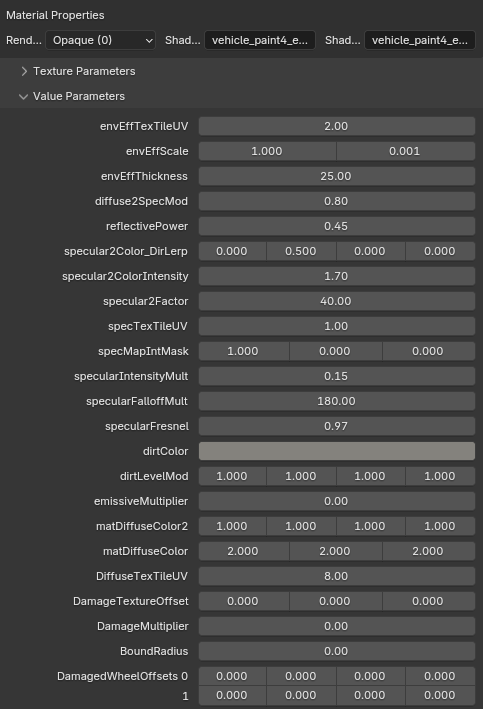 Material Properties
Rend... Opaque (0) Shad... vehicle_paint4_e... Shad... vehicle_paint4_e...
Texture Parameters
Value Parameters
envEffTexTileUV 2.00
envEffScale 1.000 0.001
envEffThickness 25.00
diffuse2SpecMod 0.80
reflectivePower 0.45
specular2Color_DirLerp 0.000 0.500 0.000 0.000
specular2ColorIntensity 1.70
specular2Factor 40.00
specTexTileUV 1.00
specMapIntMask 1.000 0.000 0.000
specularIntensityMult 0.15
specularFalloffMult 180.00
specularFresnel 0.97
dirtColor
dirtLevelMod 1.000 1.000 1.000 1.000
emissiveMultiplier 0.00
matDiffuseColor2 1.000 1.000 1.000 1.000
matDiffuseColor 2.000 2.000 2.000
DiffuseTexTileUV 8.00
DamageTextureOffset 0.000 0.000 0.000
DamageMultiplier 0.00
BoundRadius 0.00
DamagedWheelOffsets 0 0.000 0.000 0.000 0.000
1 0.000 0.000 0.000 0.000